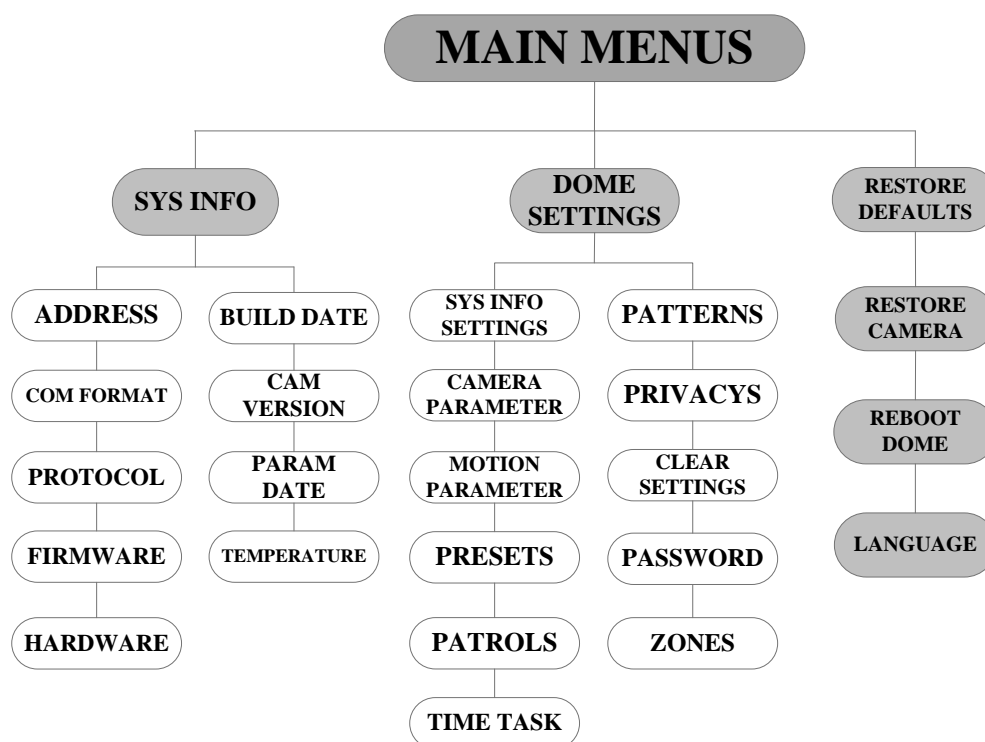 MAIN MENUS
SYS INFO
DOME
SETTINGS
RESTORE
DEFAULTS
ADDRESS
COM FORMAT
PROTOCOL
FIRMWARE
HARDWARE
BUILD DATE
CAM
VERSION
PARAM
DATE
TEMPERATURE
SYS INFO
SETTINGS
CAMERA
PARAMETER
MOTION
PARAMETER
PRESETS
PATROLS
TIME TASK
PATTERNS
PRIVACYS
CLEAR
SETTINGS
PASSWORD
ZONES
RESTORE
CAMERA
REBOOT
DOME
LANGUAGE